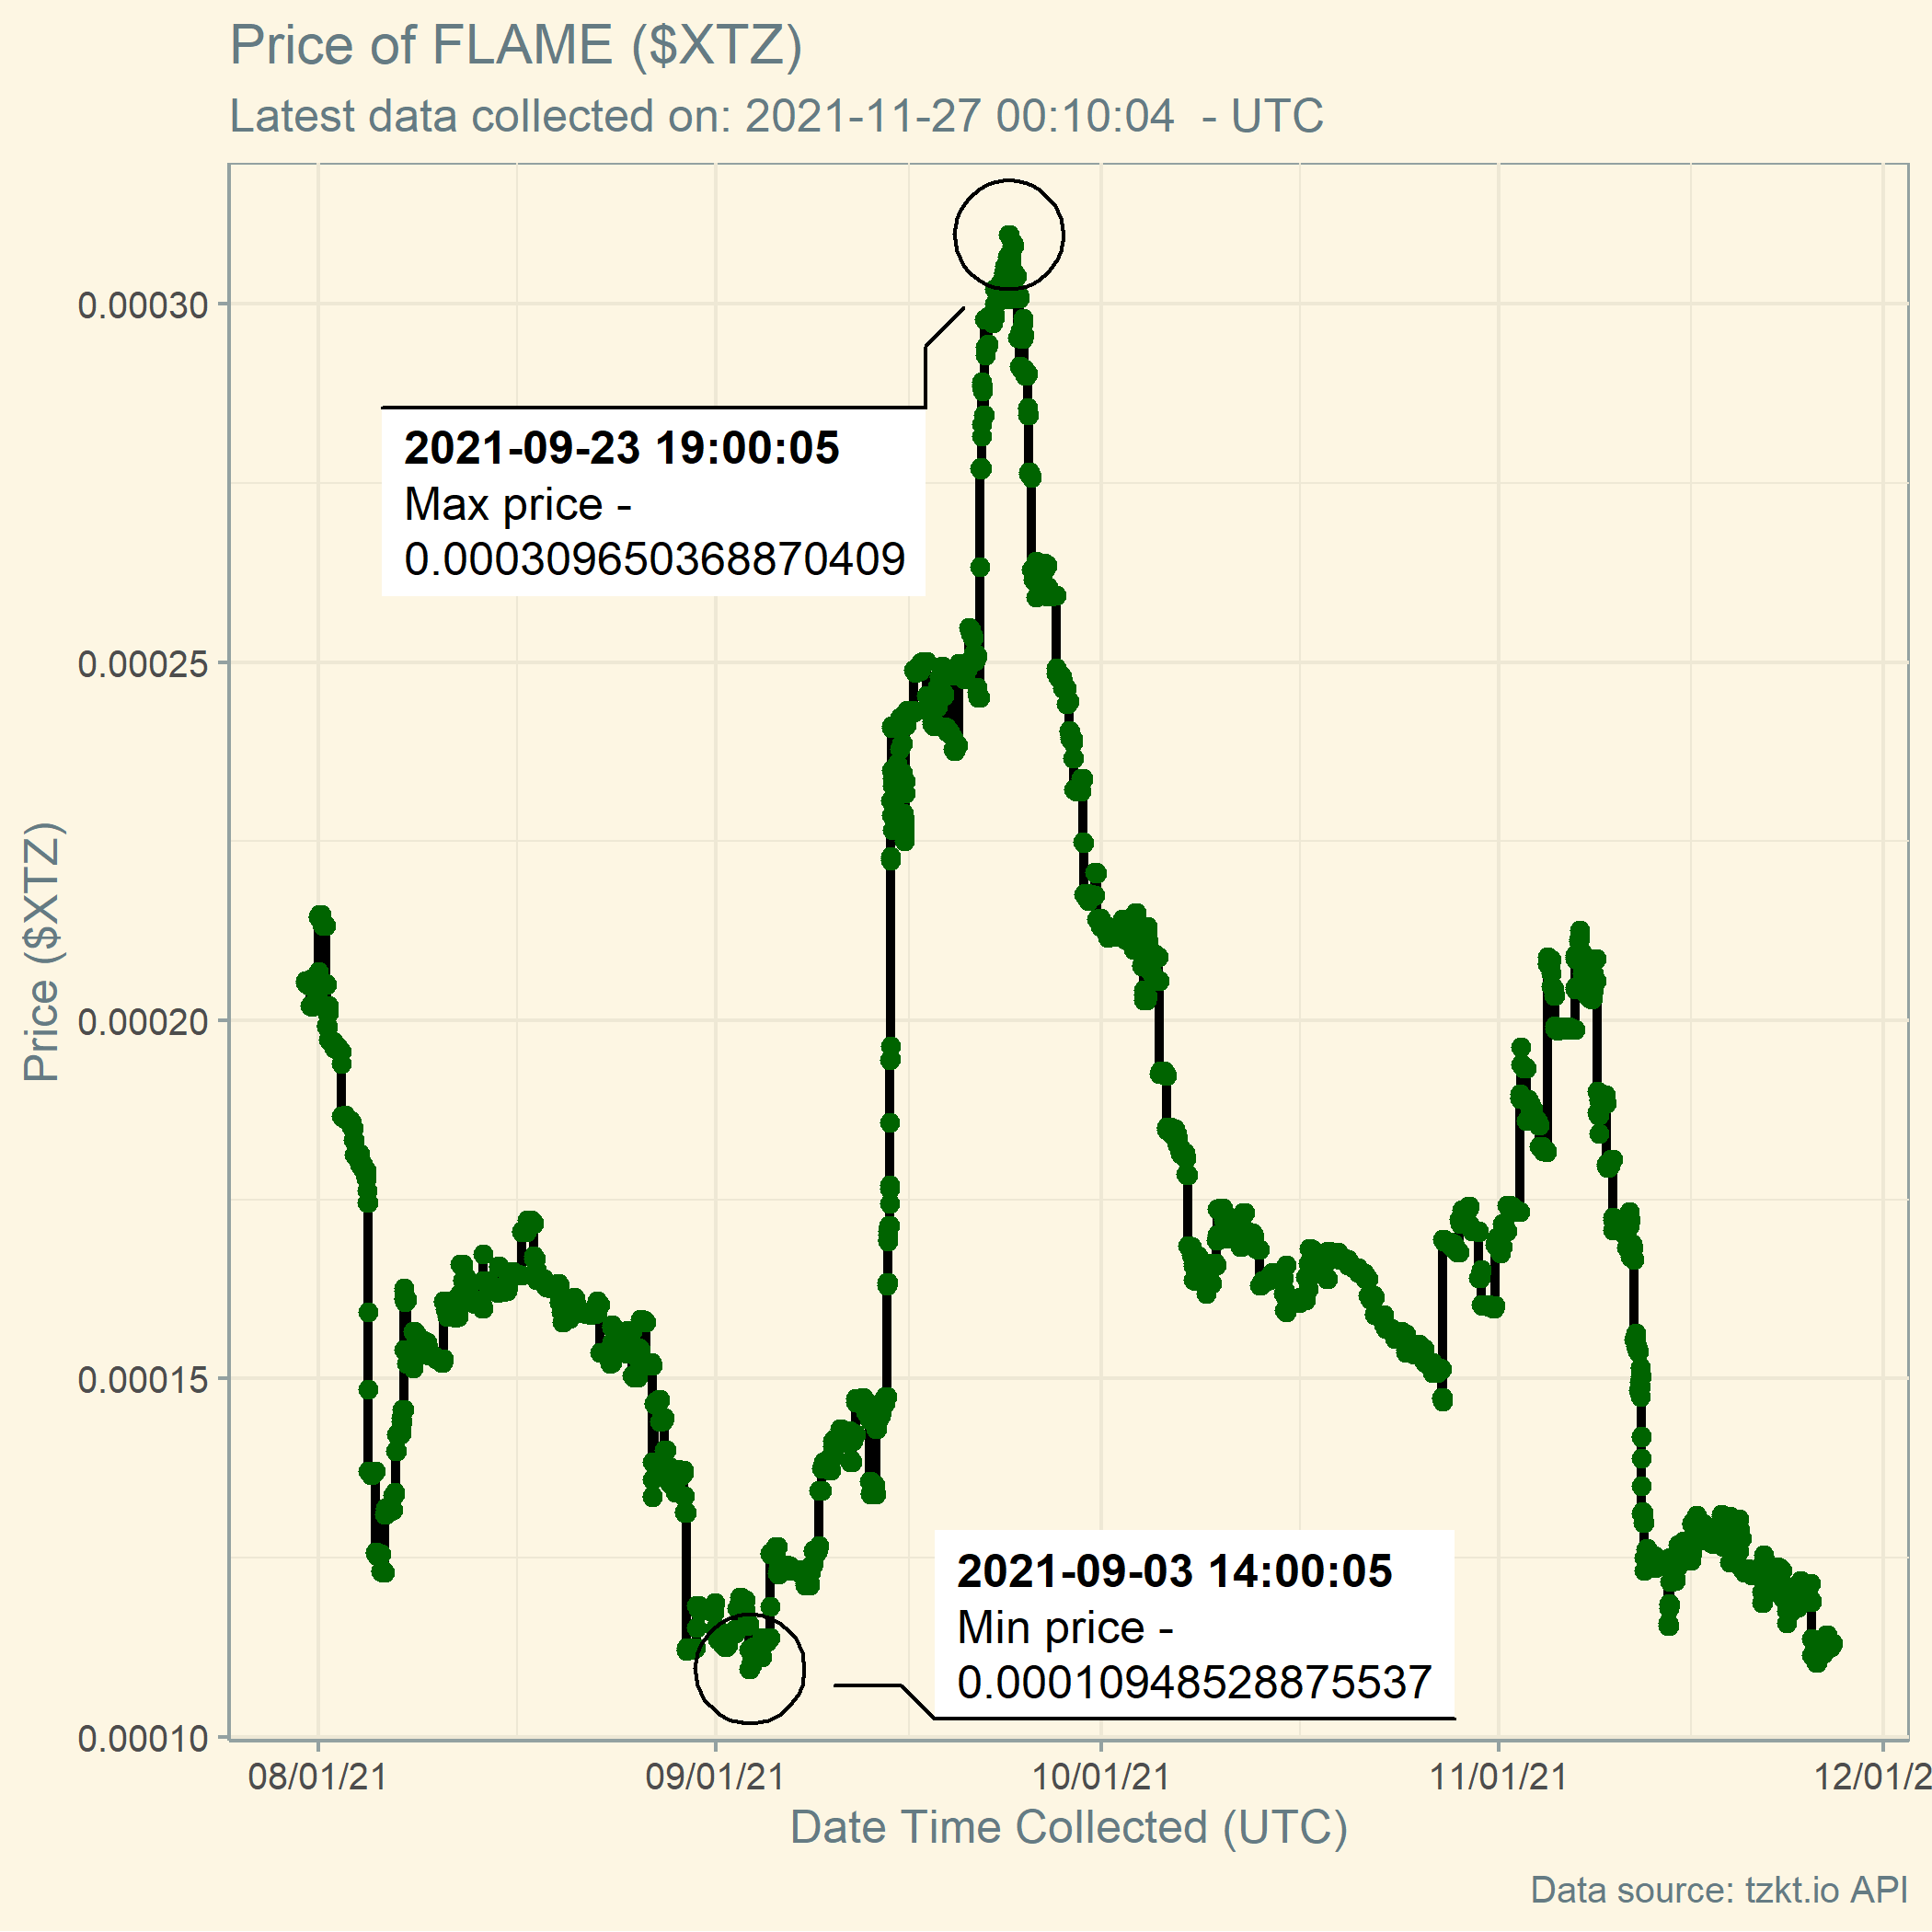 Price of FLAME ($XTZ)
Latest data collected on: 2021-11-27 00:10:04  - UTC
0.00030
2021-09-23 19:00:05
Max price -
0.000309650368870409
0.00025
Price ($XTZ)
0.00020
0.00015
2021-09-03 14:00:05
Min price -
0.00010948528875537
0.00010
08/01/21 09/01/21 10/01/21 11/01/21 12/01/2
Date Time Collected (UTC)
Data source: tzkt.io API